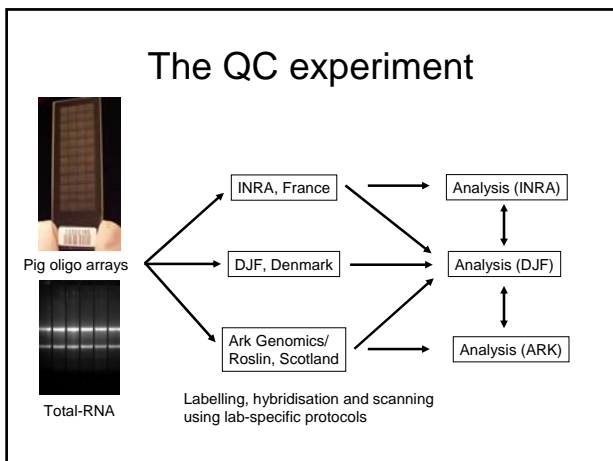 The QC experiment
Pig oligo arrays
Total-RNA
INRA, France
DJF, Denmark
Ark Genomics/
Roslin, Scotland
Labelling, hybridisation and scanning
using lab-specific protocols
Analysis (INRA)
Analysis (DJF)
Analysis (ARK)